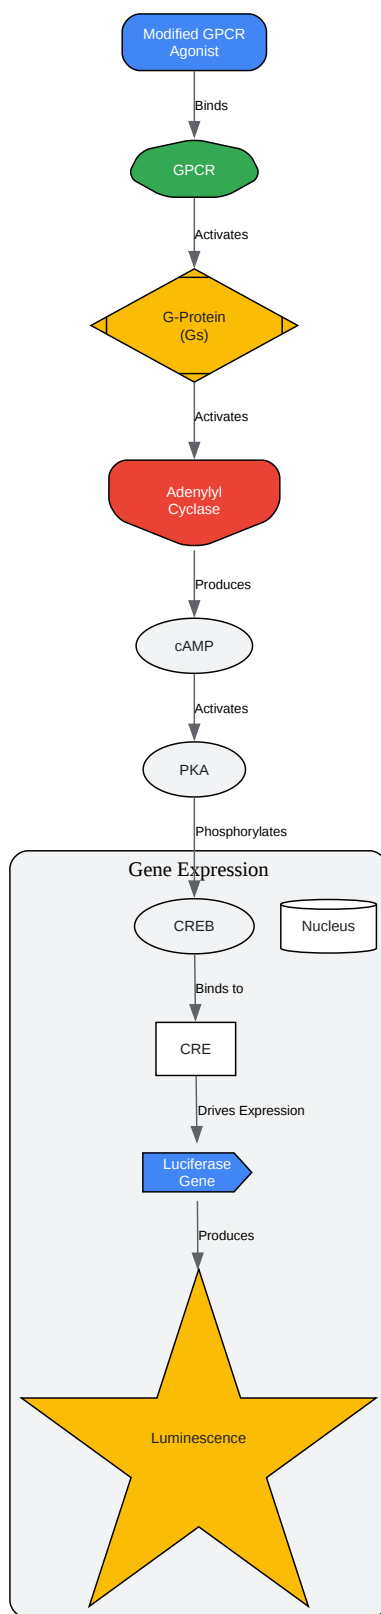 Modified GPCR
Agonist
Binds
GPCR
Activates
G-Protein
(Gs)
Activates
Adenylyl
Cyclase
Produces
cAMP
Activates
PKA
Phosphorylates
Gene Expression
CREB
Nucleus
Binds to
CRE
Drives Expression
Luciferase
Gene
Produces
Luminescence